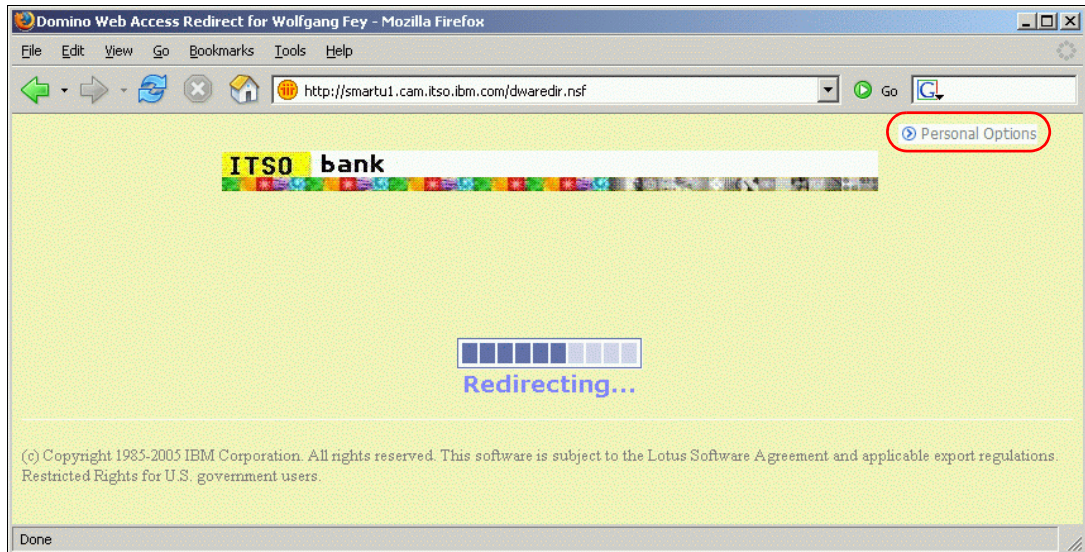 Domino Web Access Redirect for Wolfgang Fey - Mozilla Firefox
File Edit View Go Bookmarks Tools Help
http://smartu1.cam.itso.ibm.com/dwaredir.nsf Go G
Personal Options
ITSO bank
Redirecting...
(c) Copyright 1985-2005 IBM Corporation. All rights reserved. This software is subject to the Lotus Software Agreement and applicable export regulations.
Restricted Rights for U.S. government users.
Done